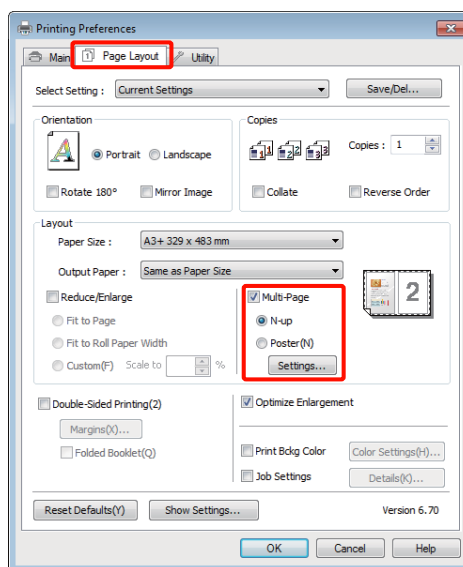 Printing Preferences
Main Page Layout Utility
Select Setting : Current Settings Save/Del...
Orientation
Portrait Landscape
Rotate 180° Mirror Image
Copies
Copies : 1
Collate Reverse Order
Layout
Paper Size : A3+ 329 x 483 mm
Output Paper : Same as Paper Size
Reduce/Enlarge
Fit to Page
Fit to Roll Paper Width
Custom(F) Scale to %
Multi-Page
N-up
Poster(N)
Settings...
2
Double-Sided Printing(2)
Margins(X)...
Folded Booklet(Q)
Optimize Enlargement
Print Bckg Color Color Settings(H)...
Job Settings Details(K)...
Reset Defaults(Y) Show Settings... Version 6.70
OK Cancel Help